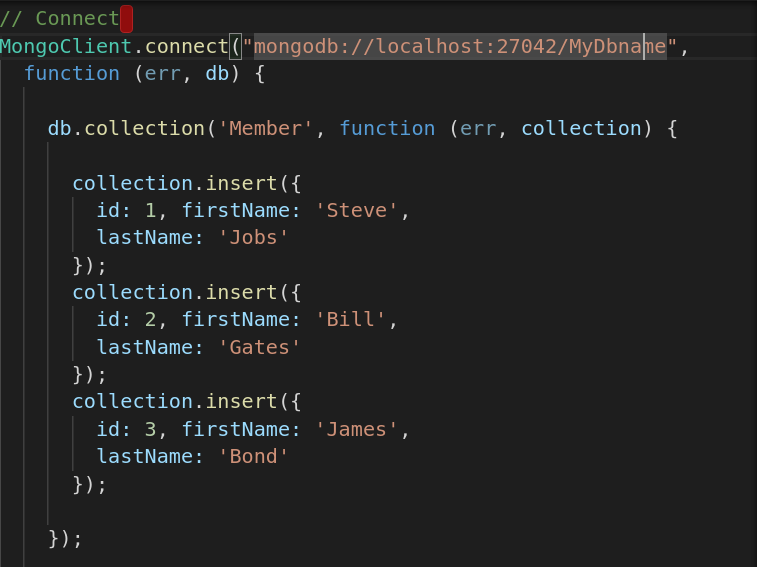 // Connect
MongoClient.connect("mongodb://localhost:27042/MyDbname",
function (err, db) {
db.collection('Member', function (err, collection) {
collection.insert({
id: 1, firstName: 'Steve',
lastName: 'Jobs'
});
collection.insert({
id: 2, firstName: 'Bill',
lastName: 'Gates'
});
collection.insert({
id: 3, firstName: 'James',
lastName: 'Bond'
});
});